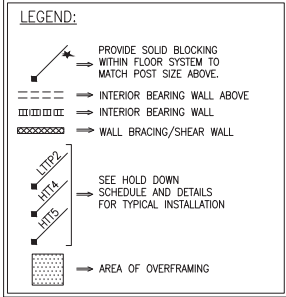 LEGEND:
PROVIDE SOLID BLOCKING
WITHIN FLOOR SYSTEM TO
MATCH POST SIZE ABOVE.
INTERIOR BEARING WALL ABOVE
INTERIOR BEARING WALL
WALL BRACING/SHEAR WALL
LTTP2
HTT4
HTT5
SEE HOLD DOWN
SCHEDULE AND DETAILS
FOR TYPICAL INSTALLATION
AREA OF OVERFRAMING